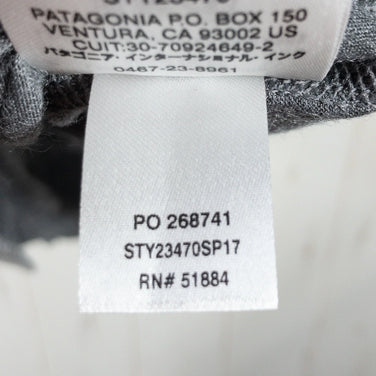 STY23470
PATAGONIA P.O. BOX 150
VENTURA, CA 93002 US
CUIT:30-70924649-2
パタゴニア・インターナショナル・インク
0467-23-8961
PO 268741
STY23470SP17
RN# 51884